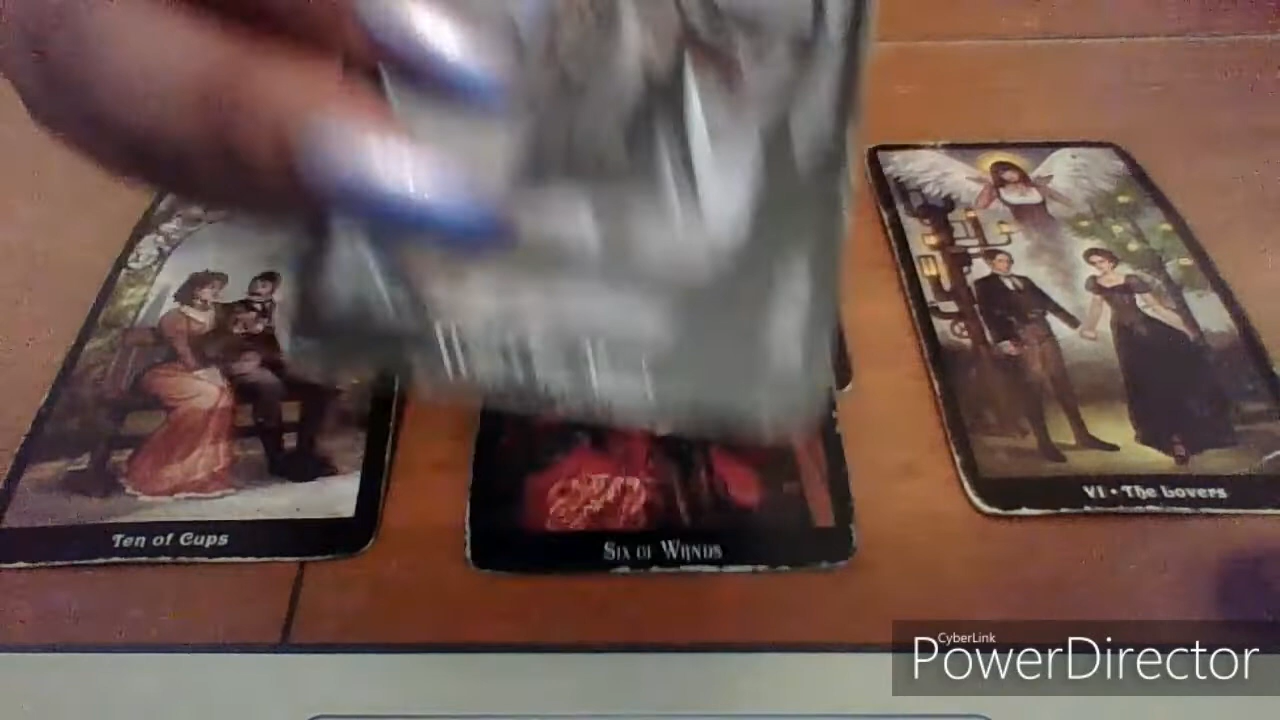 Ten of Cups
Six of Wands
VI • The Lovers
CyberLink
PowerDirector